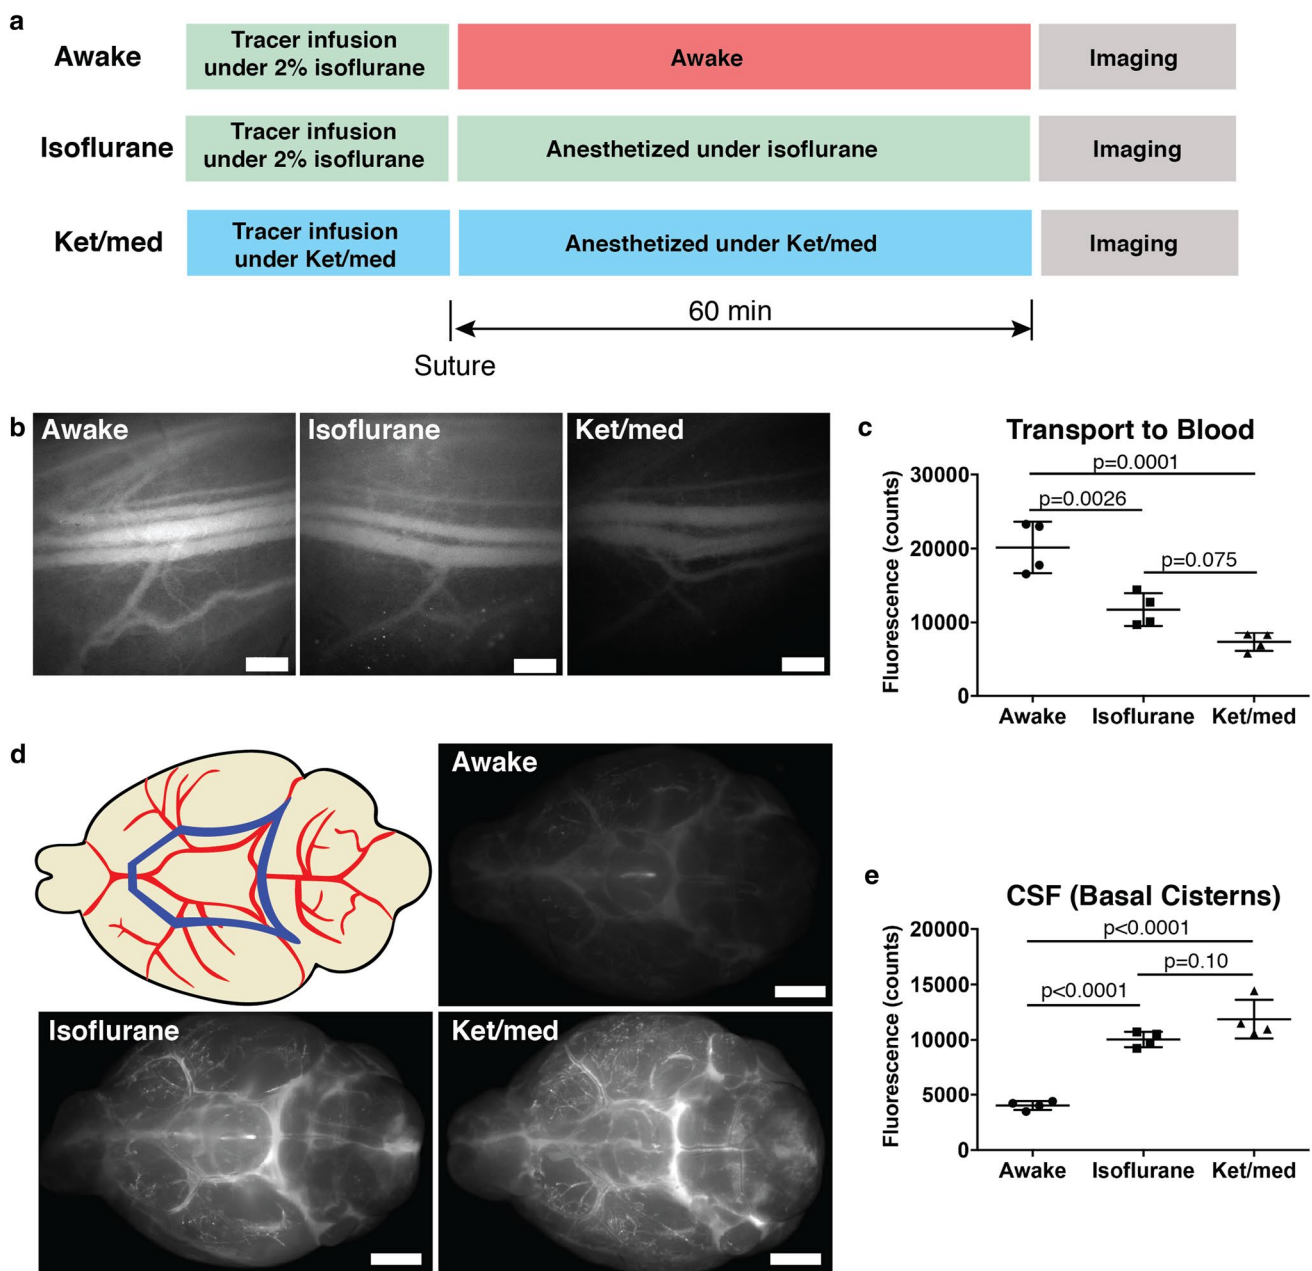 a
Awake
Tracer infusion
under 2% isoflurane
Awake
Imaging
Isoflurane
Tracer infusion
under 2% isoflurane
Anesthetized under isoflurane
Imaging
Ket/med
Tracer infusion
under Ket/med
Anesthetized under Ket/med
Imaging
60 min
Suture
b
Awake
Isoflurane
Ket/med
c
Transport to Blood
p=0.0001
p=0.0026
p=0.075
Fluorescence (counts)
30000
20000
10000
0
Awake
Isoflurane
Ket/med
d
Awake
Isoflurane
Ket/med
e
CSF (Basal Cisterns)
p<0.0001
p=0.10
p<0.0001
Fluorescence (counts)
20000
15000
10000
5000
0
Awake
Isoflurane
Ket/med